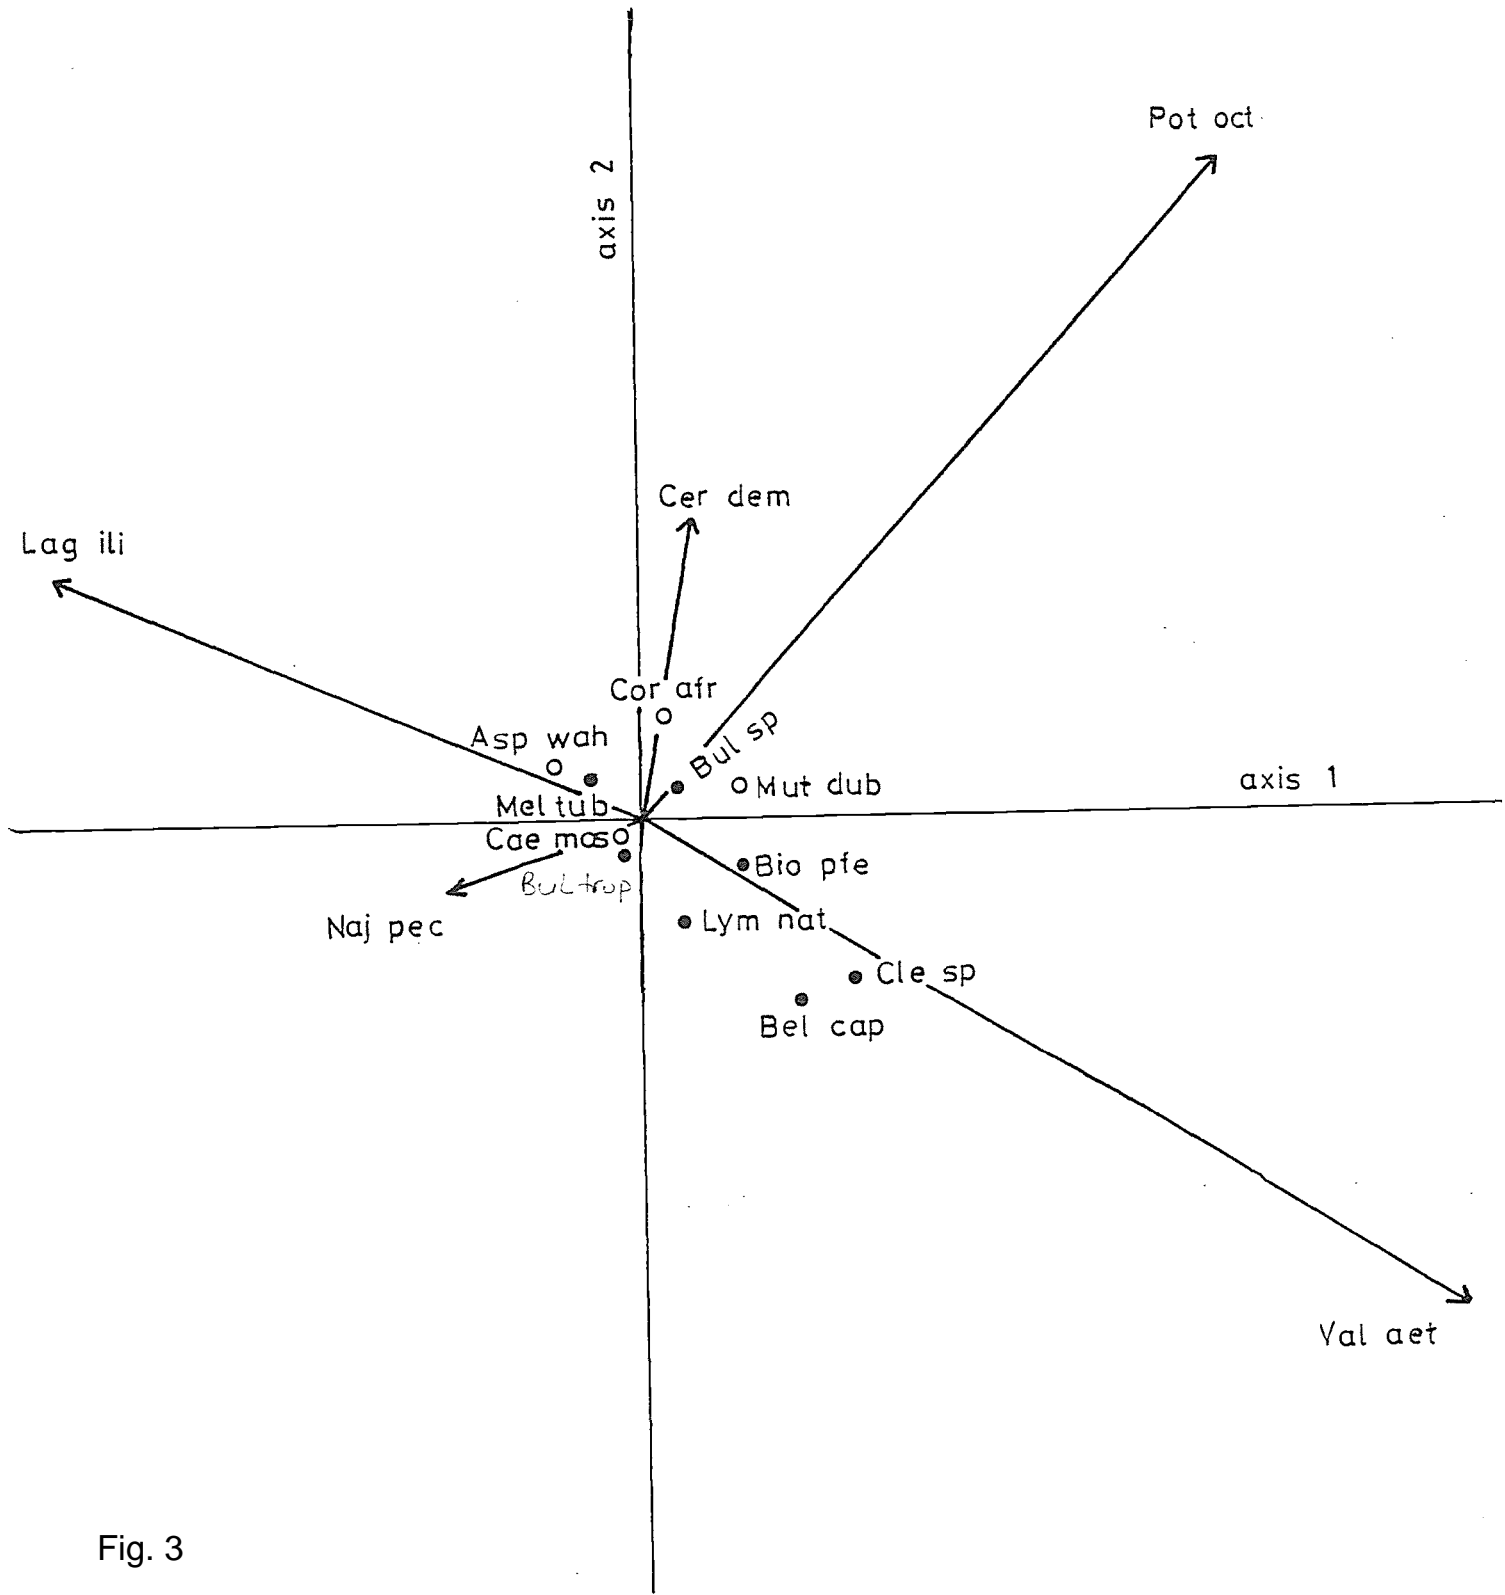 Pot oct
axis 2
Cer dem
Lag ili
Cor afr
Asp wah
Bul sp
Mut dub
axis 1
Mel tub
Cae mos
Bio pfe
Bul trop
Naj pec
Lym nat
Cle sp
Bel cap
Val aet
Fig. 3